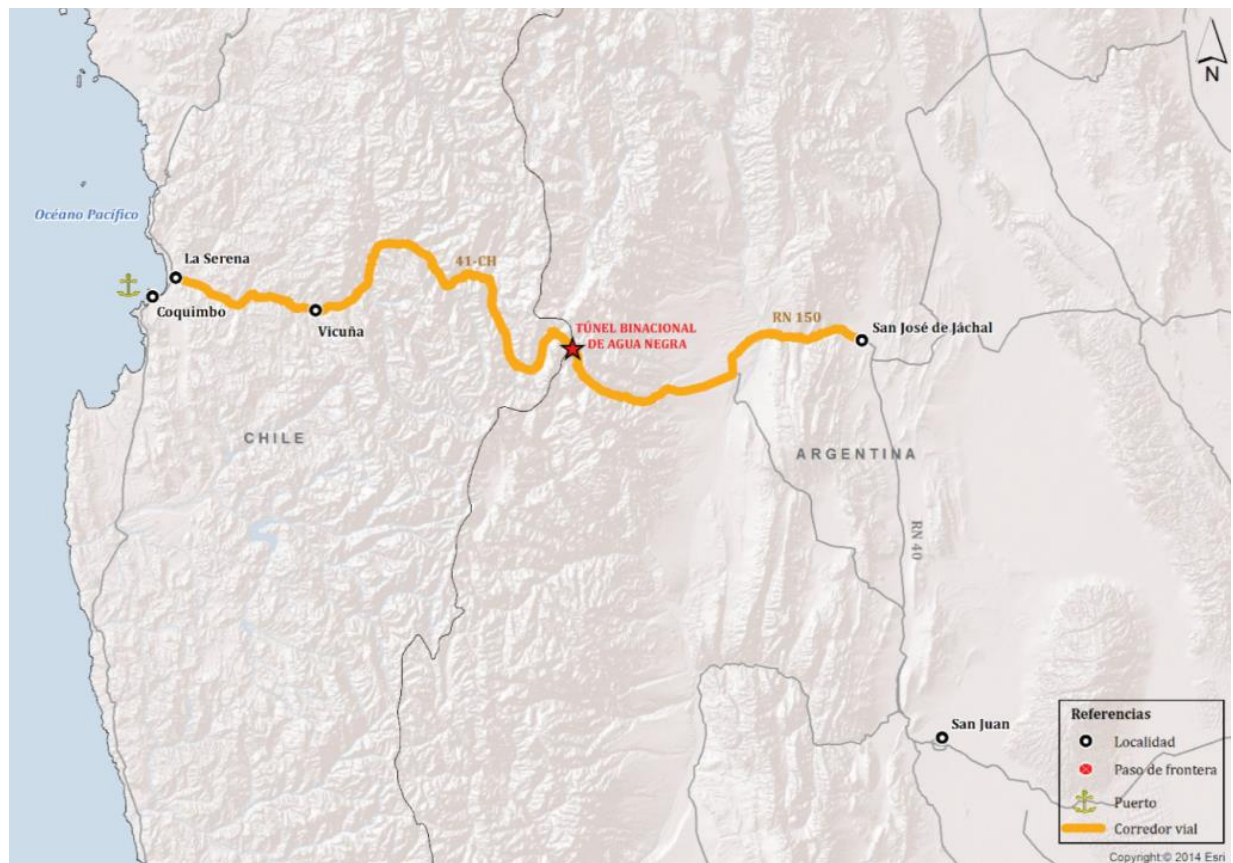 N
Océano Pacífico
La Serena
41-CH
Coquimbo
Vicuña
TÚNEL BINACIONAL
DE AGUA NEGRA
RN 150
San José de Jáchal
CHILE
ARGENTINA
RN 40
San Juan
Referencias
Localidad
Paso de frontera
Puerto
Corredor vial
Copyright:© 2014 Esri